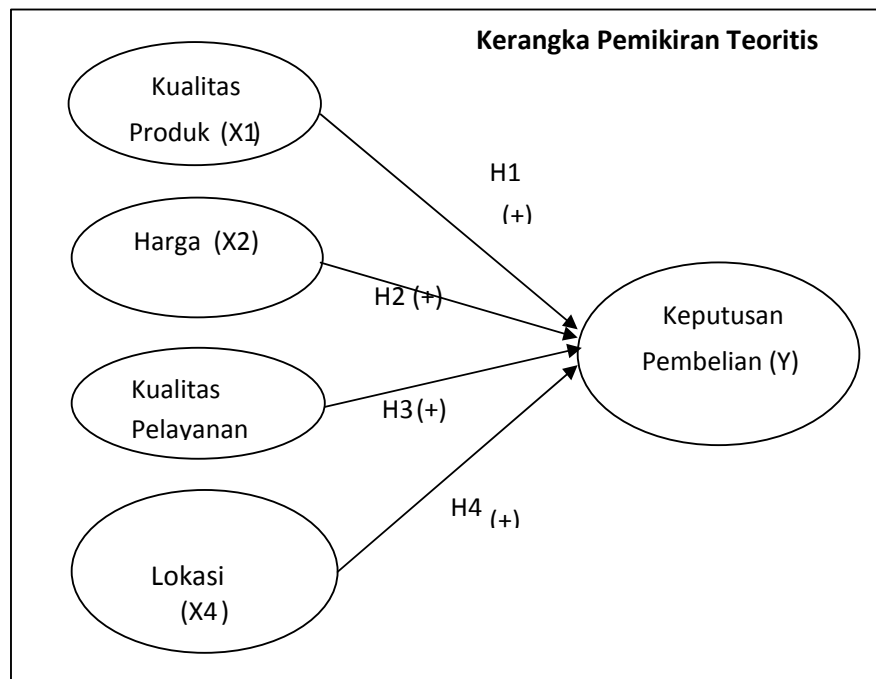 Kerangka Pemikiran Teoritis
Kualitas
Produk (X1)
H1
(+)
Harga (X2)
H2 (+)
Keputusan
Pembelian (Y)
Kualitas
Pelayanan
H3 (+)
H4 (+)
Lokasi
(X4)